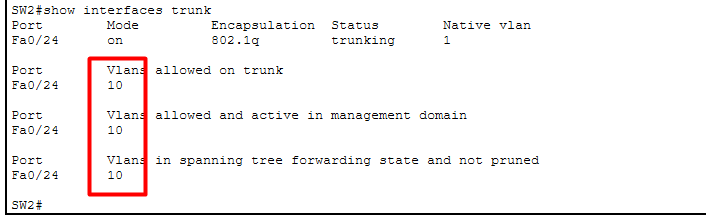 SW2#show interfaces trunk
Port        Mode         Encapsulation  Status        Native vlan
Fa0/24      on           802.1q         trunking      1
Port        Vlans allowed on trunk
Fa0/24      10
Port        Vlans allowed and active in management domain
Fa0/24      10
Port        Vlans in spanning tree forwarding state and not pruned
Fa0/24      10
SW2#